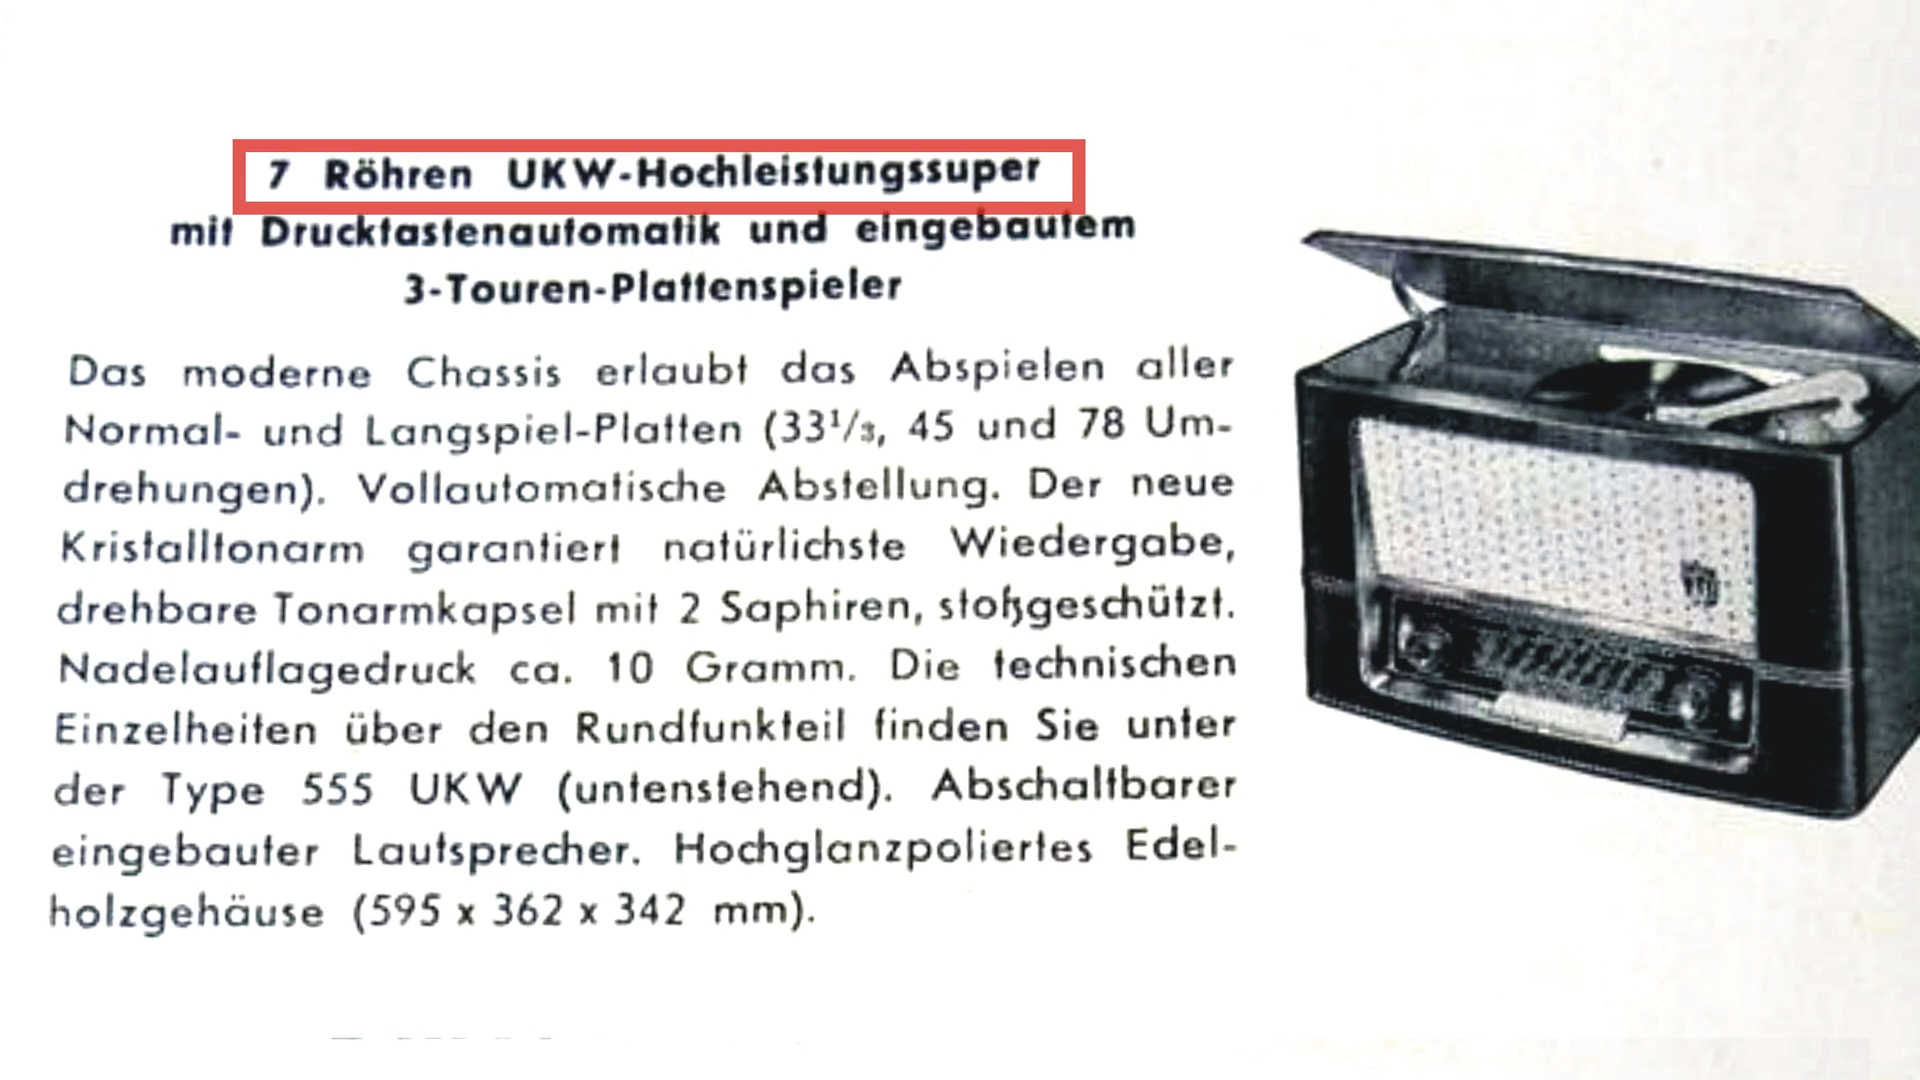 7 Röhren UKW-Hochleistungssuper
mit Drucktastenautomatik und eingebautem
3-Touren-Plattenspieler
Das moderne Chassis erlaubt das Abspielen aller
Normal- und Langspiel-Platten (33¹/₃, 45 und 78 Um-
drehungen). Vollautomatische Abstellung. Der neue
Kristalltonarm garantiert natürlichste Wiedergabe,
drehbare Tonarmkapsel mit 2 Saphiren, stoßgeschützt.
Nadelauflagedruck ca. 10 Gramm. Die technischen
Einzelheiten über den Rundfunkteil finden Sie unter
der Type 555 UKW (untenstehend). Abschaltbarer
eingebauter Lautsprecher. Hochglanzpoliertes Edel-
holzgehäuse (595 x 362 x 342 mm).